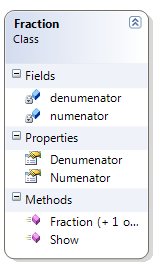 Fraction
Class
Fields
denumenator
numenator
Properties
Denumenator
Numenator
Methods
Fraction (+ 1 o...
Show